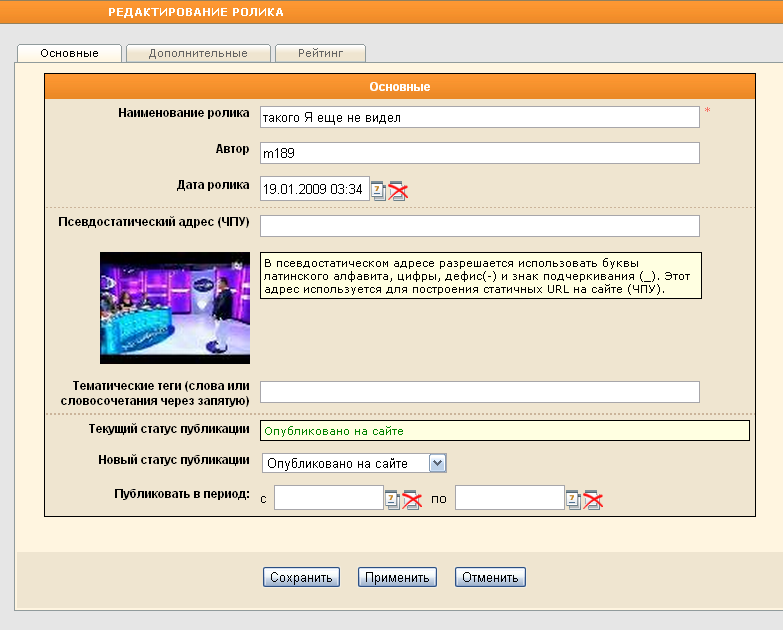 РЕДАКТИРОВАНИЕ РОЛИКА
Основные Дополнительные Рейтинг
Основные
Наименование ролика такого Я еще не видел *
Автор m189
Дата ролика 19.01.2009 03:34
Псевдостатический адрес (ЧПУ)
В псевдостатическом адресе разрешается использовать буквы
латинского алфавита, цифры, дефис(-) и знак подчеркивания (_). Этот
адрес используется для построения статичных URL на сайте (ЧПУ).
Тематические теги (слова или
словосочетания через запятую)
Текущий статус публикации Опубликовано на сайте
Новый статус публикации Опубликовано на сайте
Публиковать в период: с по
Сохранить Применить Отменить